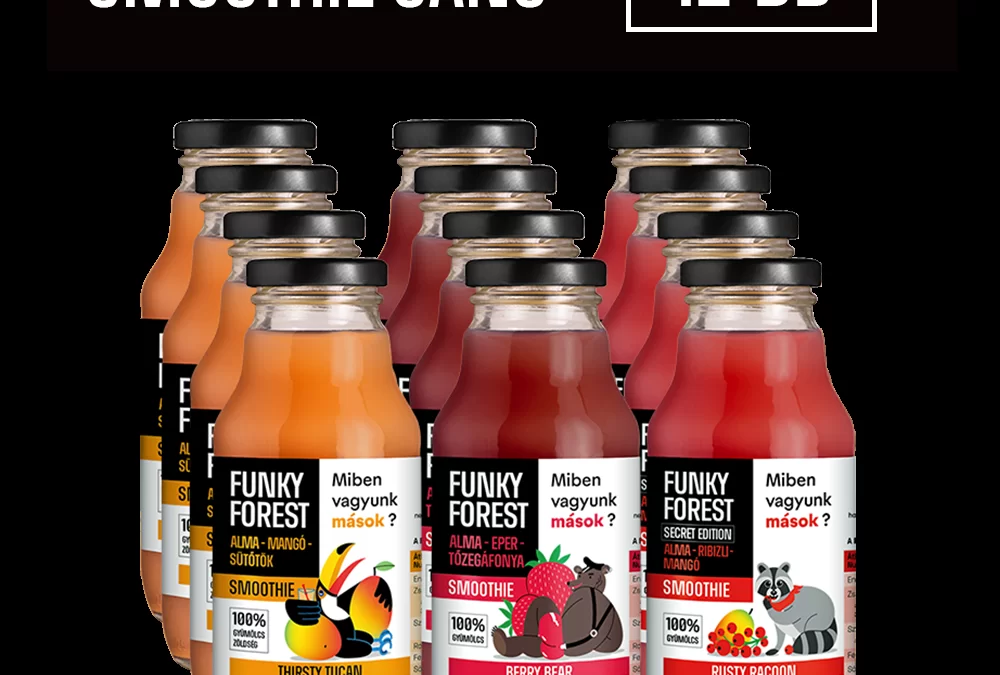 SMOOTHIE
12 DB
FUNKY
FOREST
ALMA - MANGÓ -
SÜTŐTÖK
SMOOTHIE
100%
GYÜMÖLCS
ZÖLDSÉG
Miben
vagyunk
mások ?
THIRSTY TUCAN
FUNKY
FOREST
ALMA - EPER -
TŐZEGÁFONYA
SMOOTHIE
100%
GYÜMÖLCS
Miben
vagyunk
mások ?
BERRY BEAR
FUNKY
FOREST
SECRET EDITION
ALMA - RIBIZLI -
MANGÓ
SMOOTHIE
100%
GYÜMÖLCS
Miben
vagyunk
mások ?
RUSTY RACOON